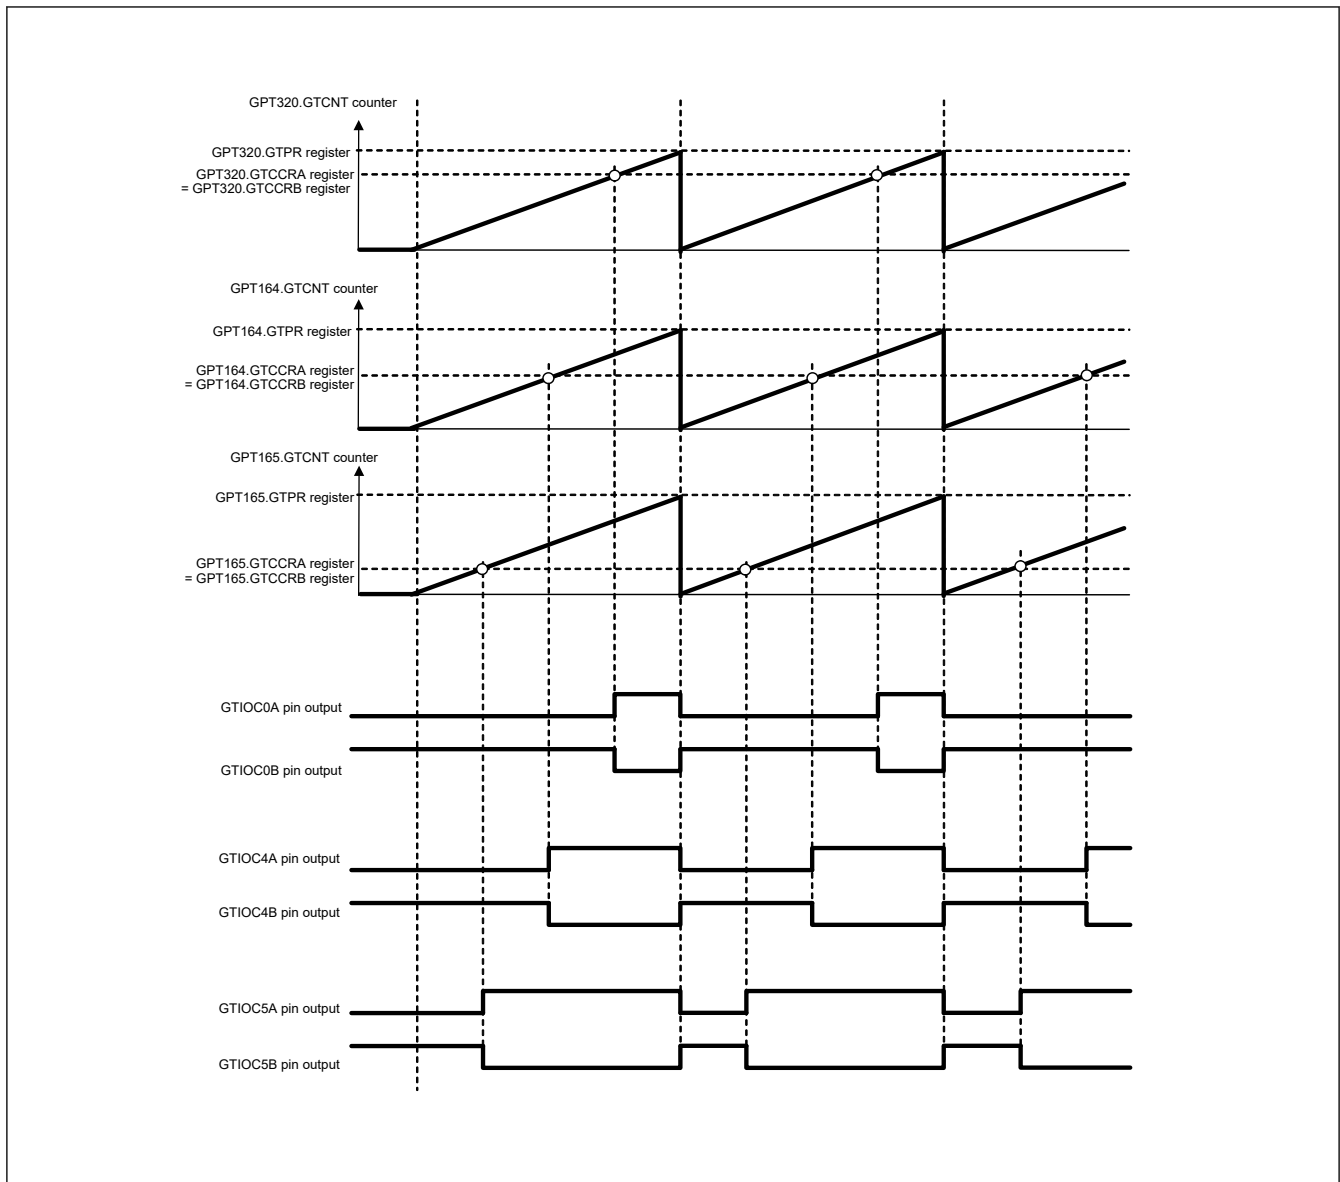 GPT320.GTCNT counter
GPT320.GTPR register
GPT320.GTCCRA register
= GPT320.GTCCRB register
GPT164.GTCNT counter
GPT164.GTPR register
GPT164.GTCCRA register
= GPT164.GTCCRB register
GPT165.GTCNT counter
GPT165.GTPR register
GPT165.GTCCRA register
= GPT165.GTCCRB register
GTIOC0A pin output
GTIOC0B pin output
GTIOC4A pin output
GTIOC4B pin output
GTIOC5A pin output
GTIOC5B pin output